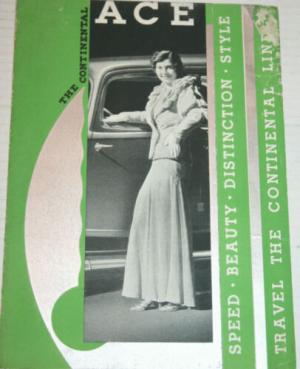 THE CONTINENTAL
ACE
SPEED · BEAUTY · DISTINCTION · STYLE
TRAVEL THE CONTINENTAL LINE